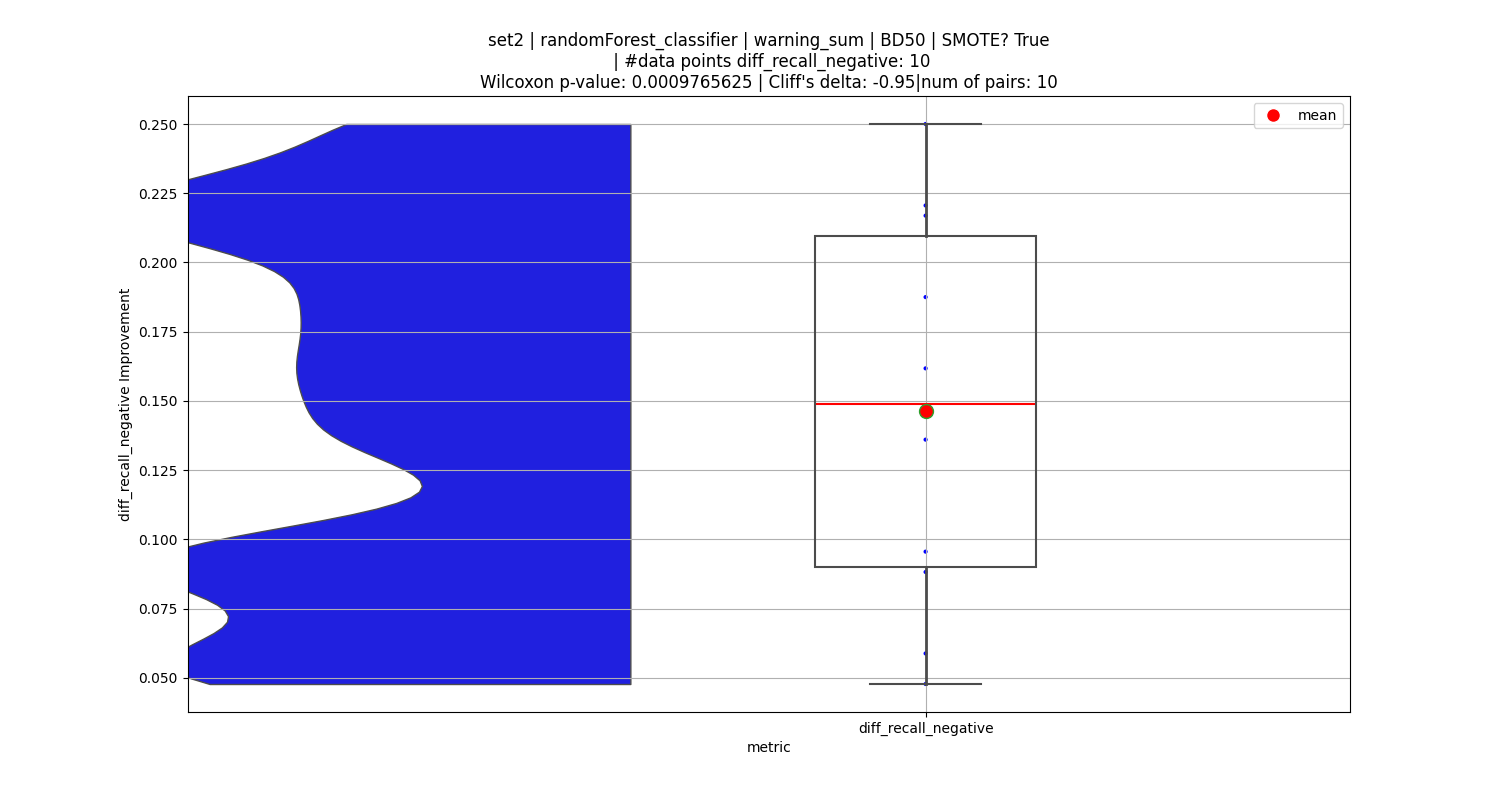 set2 | randomForest_classifier | warning_sum | BD50 | SMOTE? True
| #data points diff_recall_negative: 10
Wilcoxon p-value: 0.0009765625 | Cliff's delta: -0.95|num of pairs: 10
mean
0.250
0.225
0.200
0.175
0.150
0.125
0.100
0.075
0.050
diff_recall_negative Improvement
diff_recall_negative
metric